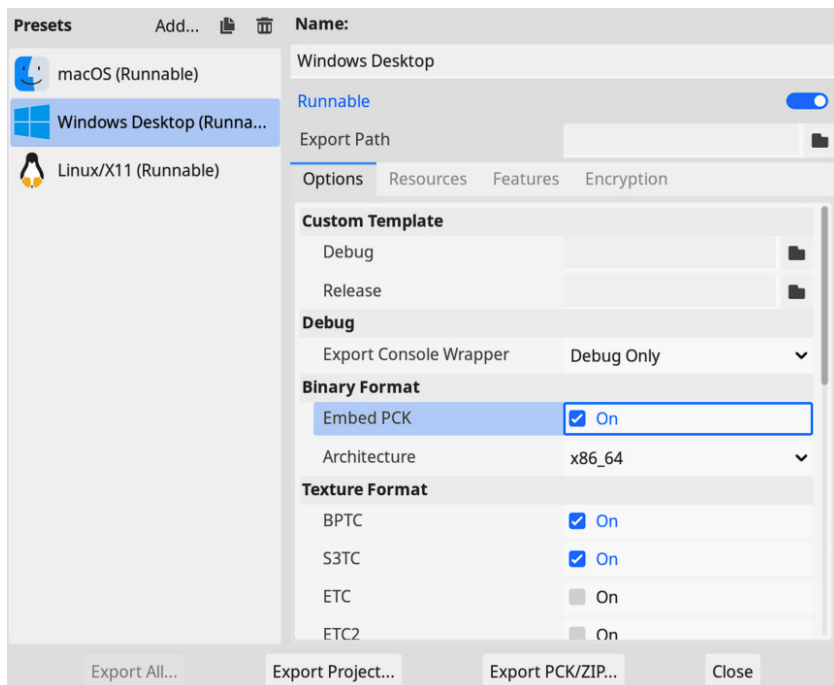 Presets Add...
macOS (Runnable)
Windows Desktop (Runna...
Linux/X11 (Runnable)
Name:
Windows Desktop
Runnable
Export Path
Options Resources Features Encryption
Custom Template
Debug
Release
Debug
Export Console Wrapper Debug Only
Binary Format
Embed PCK On
Architecture x86_64
Texture Format
BPTC On
S3TC On
ETC On
ETC2 On
Export All... Export Project... Export PCK/ZIP... Close